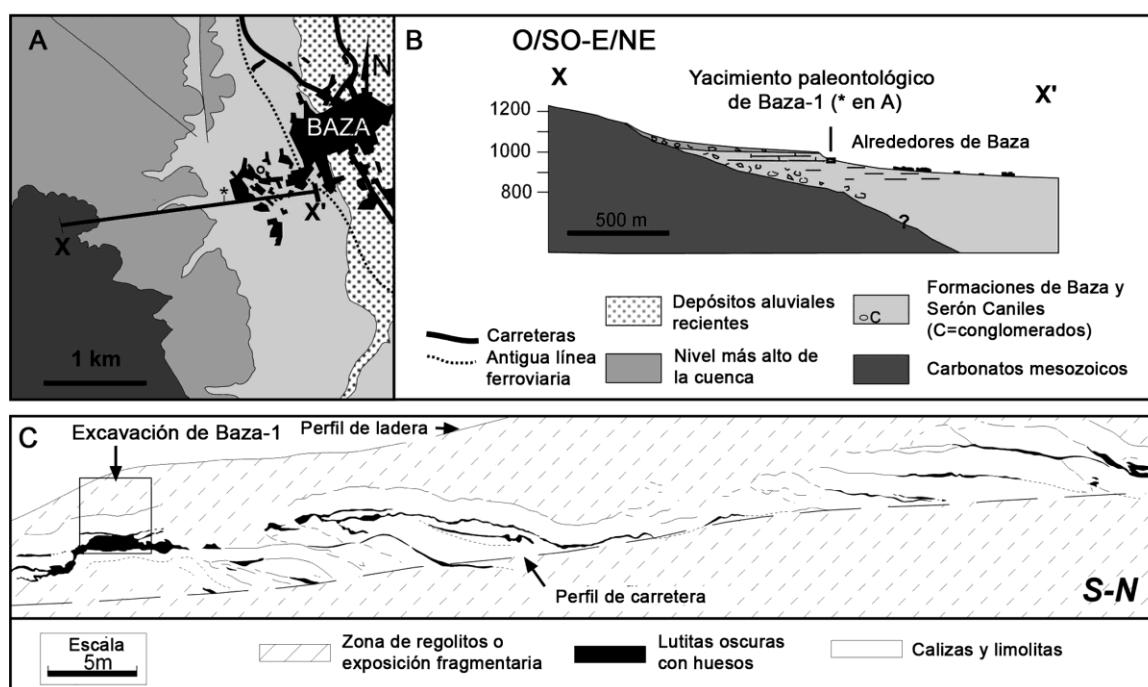 A
N
BAZA
*
X
X'
1 km
B
O/SO-E/NE
X
X'
Yacimiento paleontológico
de Baza-1 (* en A)
Alrededores de Baza
1200
1000
800
500 m
?
Carreteras
Antigua línea
ferroviaria
Depósitos aluviales
recientes
Nivel más alto de
la cuenca
C
Formaciones de Baza y
Serón Caniles
(C=conglomerados)
Carbonatos mesozoicos
C
Excavación de Baza-1
Perfil de ladera
Perfil de carretera
S-N
Escála
5m
Zona de regolitos o
exposición fragmentaria
Lutitas oscuras
con huesos
Calizas y limolitas